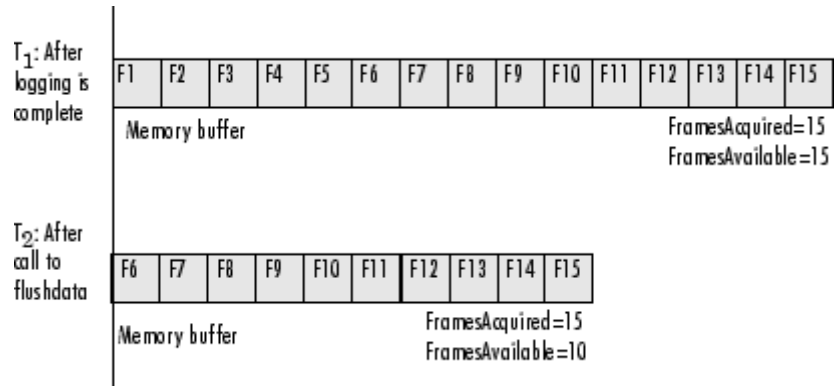 T1: After
logging is
complete
F1 F2 F3 F4 F5 F6 F7 F8 F9 F10 F11 F12 F13 F14 F15
Memory buffer
FramesAcquired=15
FramesAvailable=15
T2: After
call to
flushdata
F6 F7 F8 F9 F10 F11 F12 F13 F14 F15
Memory buffer
FramesAcquired=15
FramesAvailable=10